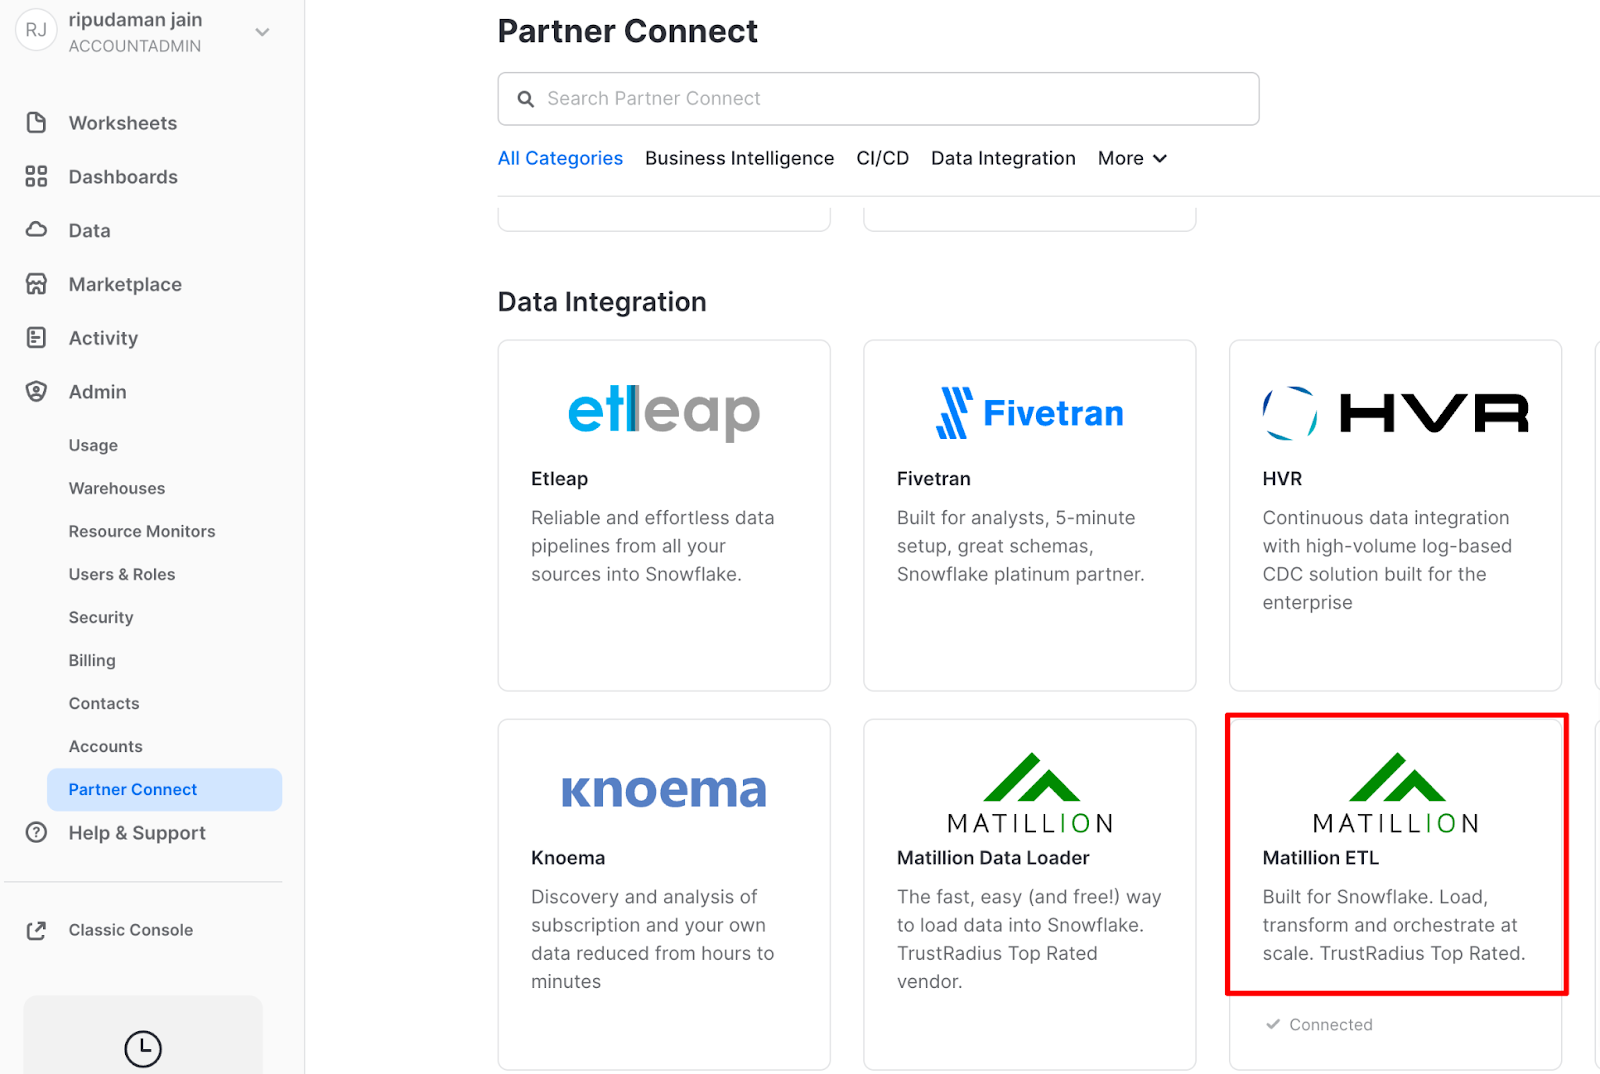 RJ
ripudaman jain
ACCOUNTADMIN
Worksheets
Dashboards
Data
Marketplace
Activity
Admin
Usage
Warehouses
Resource Monitors
Users & Roles
Security
Billing
Contacts
Accounts
Partner Connect
Help & Support
Classic Console
Partner Connect
Search Partner Connect
All Categories Business Intelligence CI/CD Data Integration More
Data Integration
etleap
Etleap
Reliable and effortless data
pipelines from all your
sources into Snowflake.
Fivetran
Fivetran
Built for analysts, 5-minute
setup, great schemas,
Snowflake platinum partner.
HVR
HVR
Continuous data integration
with high-volume log-based
CDC solution built for the
enterprise
Knoema
Knoema
Discovery and analysis of
subscription and your own
data reduced from hours to
minutes
MATILLION
Matillion Data Loader
The fast, easy (and free!) way
to load data into Snowflake.
TrustRadius Top Rated
vendor.
MATILLION
Matillion ETL
Built for Snowflake. Load,
transform and orchestrate at
scale. TrustRadius Top Rated.
Connected